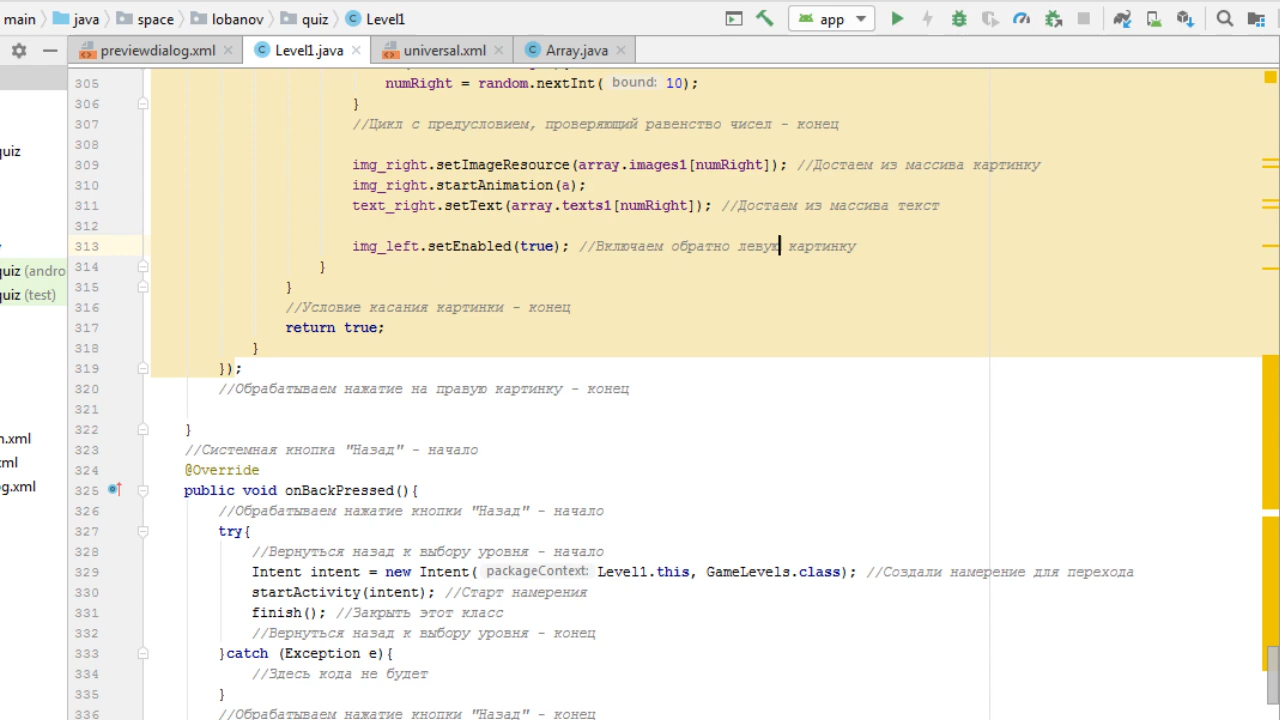 main java space lobanov quiz Level1 app
previewdialog.xml Level1.java universal.xml Array.java
305 numRight = random.nextInt( bound: 10);
306 }
307 //Цикл с предусловием, проверяющий равенство чисел - конец
308
quiz
309 img_right.setImageResource(array.images1[numRight]); //Достаем из массива картинку
310 img_right.startAnimation(a);
311 text_right.setText(array.texts1[numRight]); //Достаем из массива текст
312
313 img_left.setEnabled(true); //Включаем обратно левую картинку
314 }
quiz (andro
315 }
quiz (test)
316 //Условие касания картинки - конец
317 return true;
318 }
319 });
320 //Обрабатываем нажатие на правую картинку - конец
321
322 }
n.xml
323 //Системная кнопка "Назад" - начало
xml
324 @Override
g.xml
325 public void onBackPressed(){
326 //Обрабатываем нажатие кнопки "Назад" - начало
327 try{
328 //Вернуться назад к выбору уровня - начало
329 Intent intent = new Intent( packageContext: Level1.this, GameLevels.class); //Создали намерение для перехода
330 startActivity(intent); //Старт намерения
331 finish(); //Закрыть этот класс
332 //Вернуться назад к выбору уровня - конец
333 }catch (Exception e){
334 //Здесь кода не будет
335 }
336 //Обрабатываем нажатие кнопки "Назад" - конец